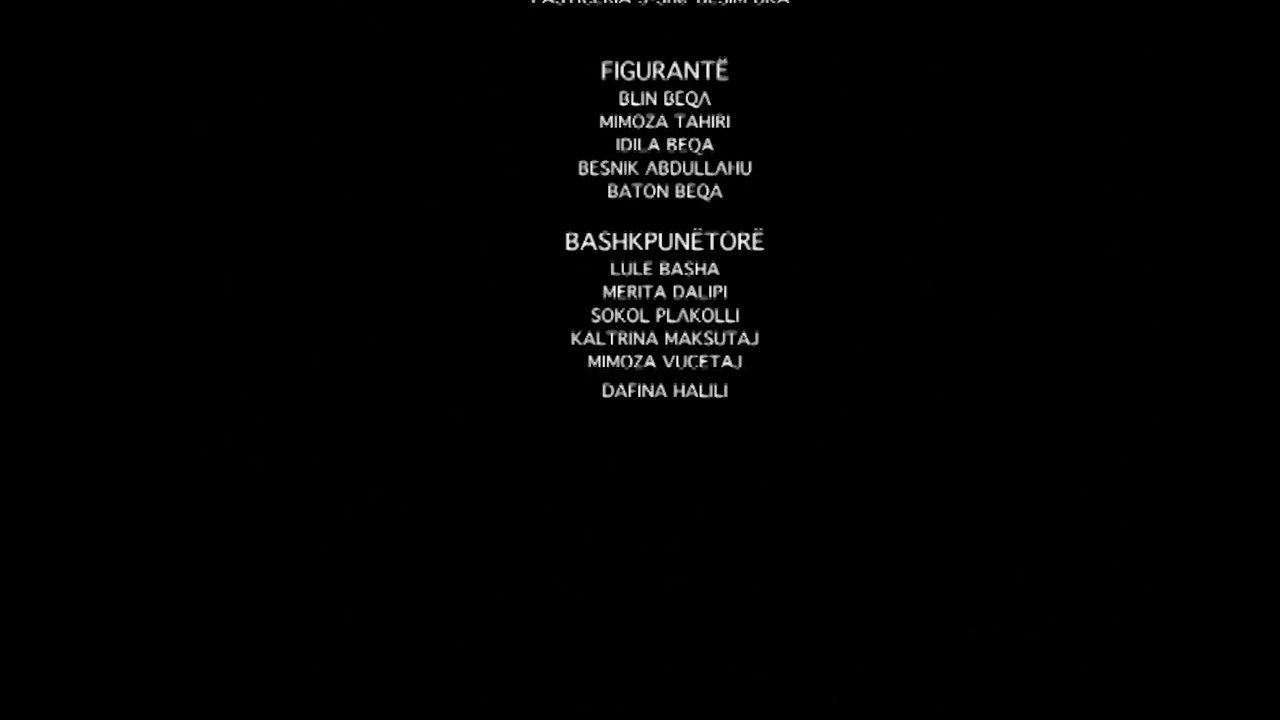 FIGURANTË
BLIN BEQA
MIMOZA TAHIRI
IDILA BEQA
BESNIK ABDULLAHU
BATON BEQA
BASHKPUNËTORË
LULE BASHA
MERITA DALIPI
SOKOL PLAKOLLI
KALTRINA MAKSUTAJ
MIMOZA VUCETAJ
DAFINA HALILI